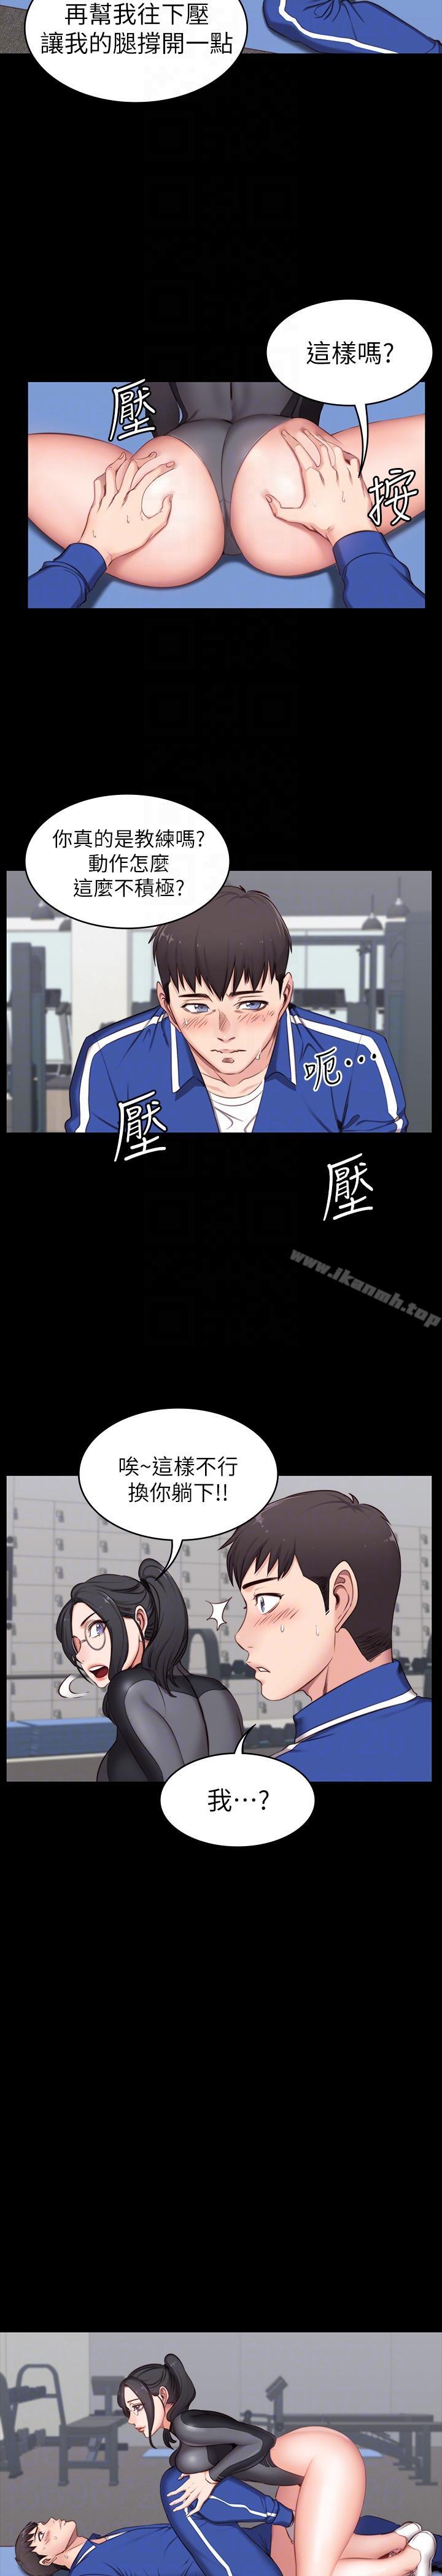 再幫我往下壓
讓我的腿撐開一點
這樣嗎?
壓
按
你真的是教練嗎?
動作怎麼
這麼不積極?
呃…
壓
壓
www.ikanmh.top
唉~這樣不行
換你躺下!!
我…?